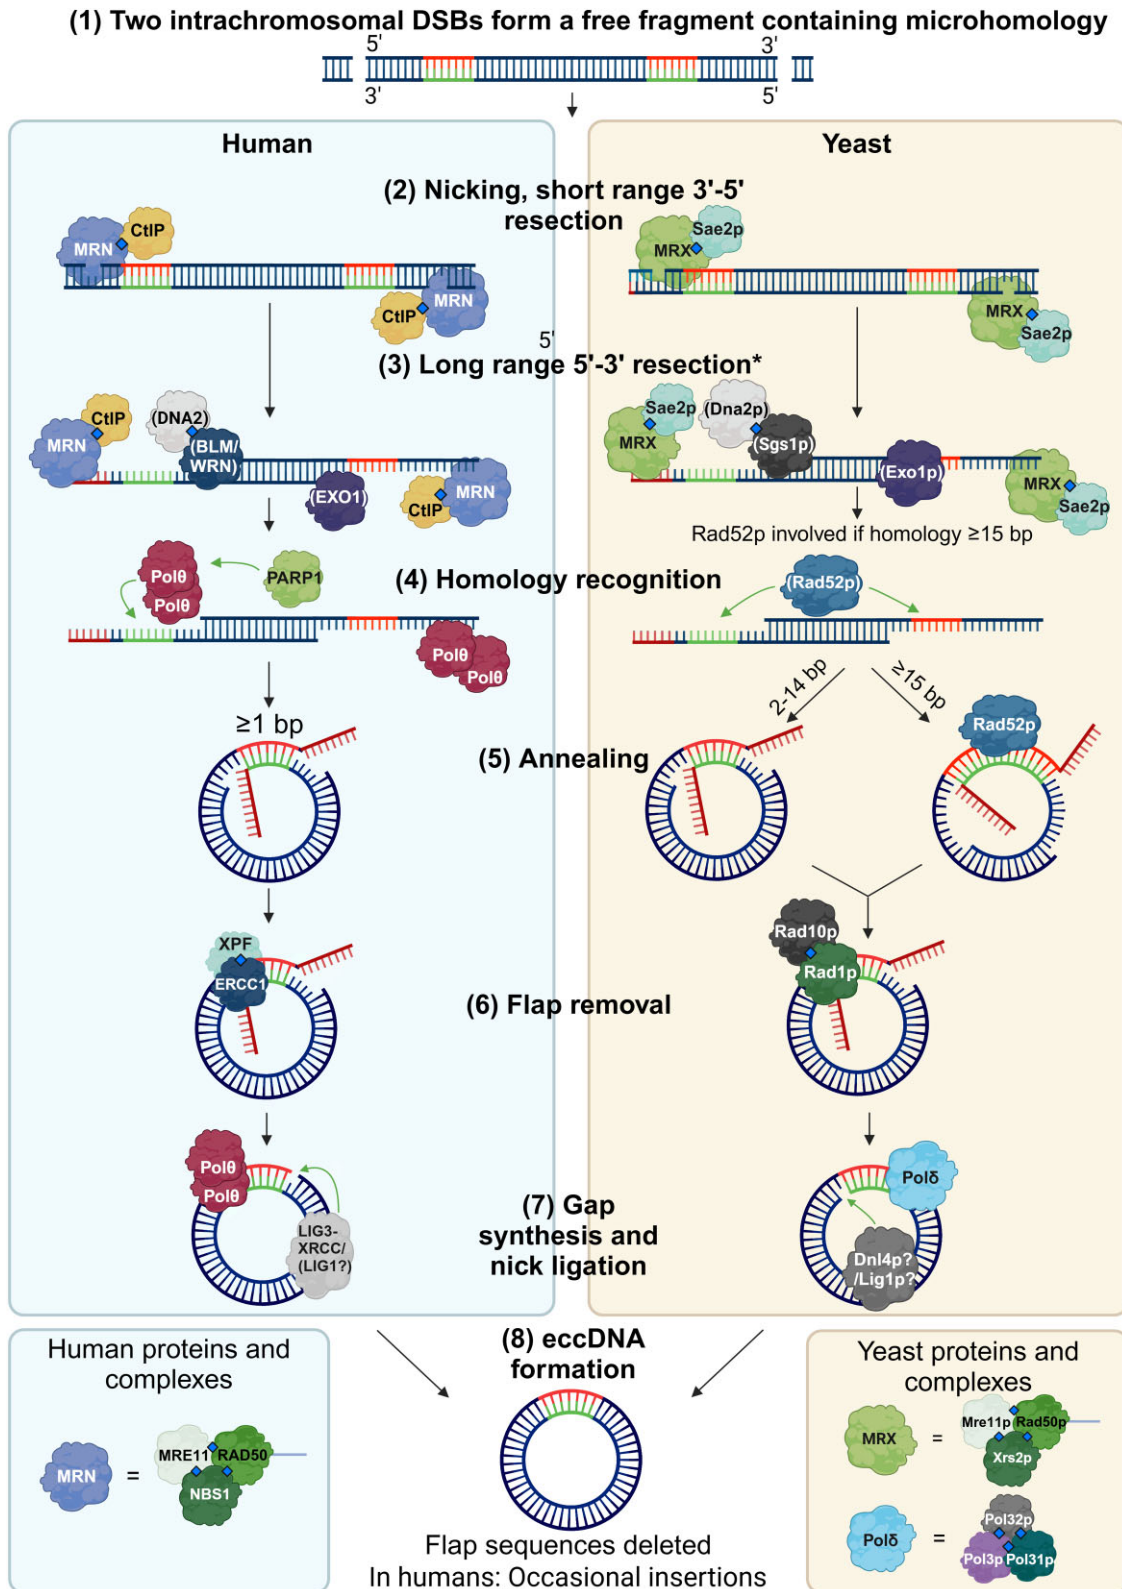 (1) Two intrachromosomal DSBs form a free fragment containing microhomology
5' 3'
3' 5'
Human
Yeast
(2) Nicking, short range 3'-5'
resection
CtIP
MRN
MRN
CtIP
Sae2p
MRX
MRX
Sae2p
5'
(3) Long range 5'-3' resection*
CtIP
MRN
(DNA2)
(BLM/
WRN)
(EXO1)
MRN
CtIP
Sae2p
MRX
(Dna2p)
(Sgs1p)
(Exo1p)
MRX
Sae2p
Rad52p involved if homology ≥15 bp
(4) Homology recognition
Polθ
Polθ
PARP1
Polθ
Polθ
(Rad52p)
≥1 bp
2-14 bp
≥15 bp
Rad52p
(5) Annealing
XPF
ERCC1
Rad10p
Rad1p
(6) Flap removal
Polθ
Polθ
LIG3-
XRCC/
(LIG1?)
(7) Gap
synthesis and
nick ligation
Polδ
Dnl4p?
/Lig1p?
(8) eccDNA
formation
Flap sequences deleted
In humans: Occasional insertions
Human proteins and
complexes
MRN = MRE11 RAD50
NBS1
Yeast proteins and
complexes
MRX = Mre11p Rad50p
Xrs2p
Polδ = Pol32p
Pol3p Pol31p